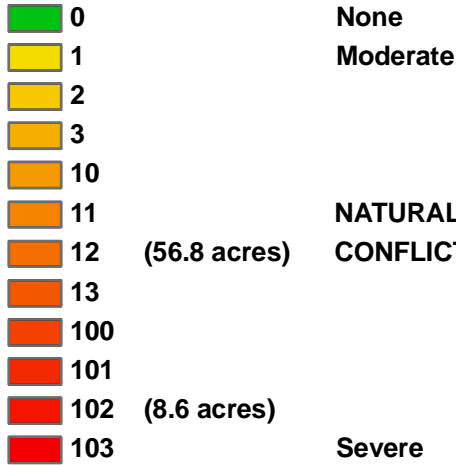 0 None
1 Moderate
2
3
10
11 NATURAL
12 (56.8 acres) CONFLICT
13
100
101
102 (8.6 acres)
103 Severe